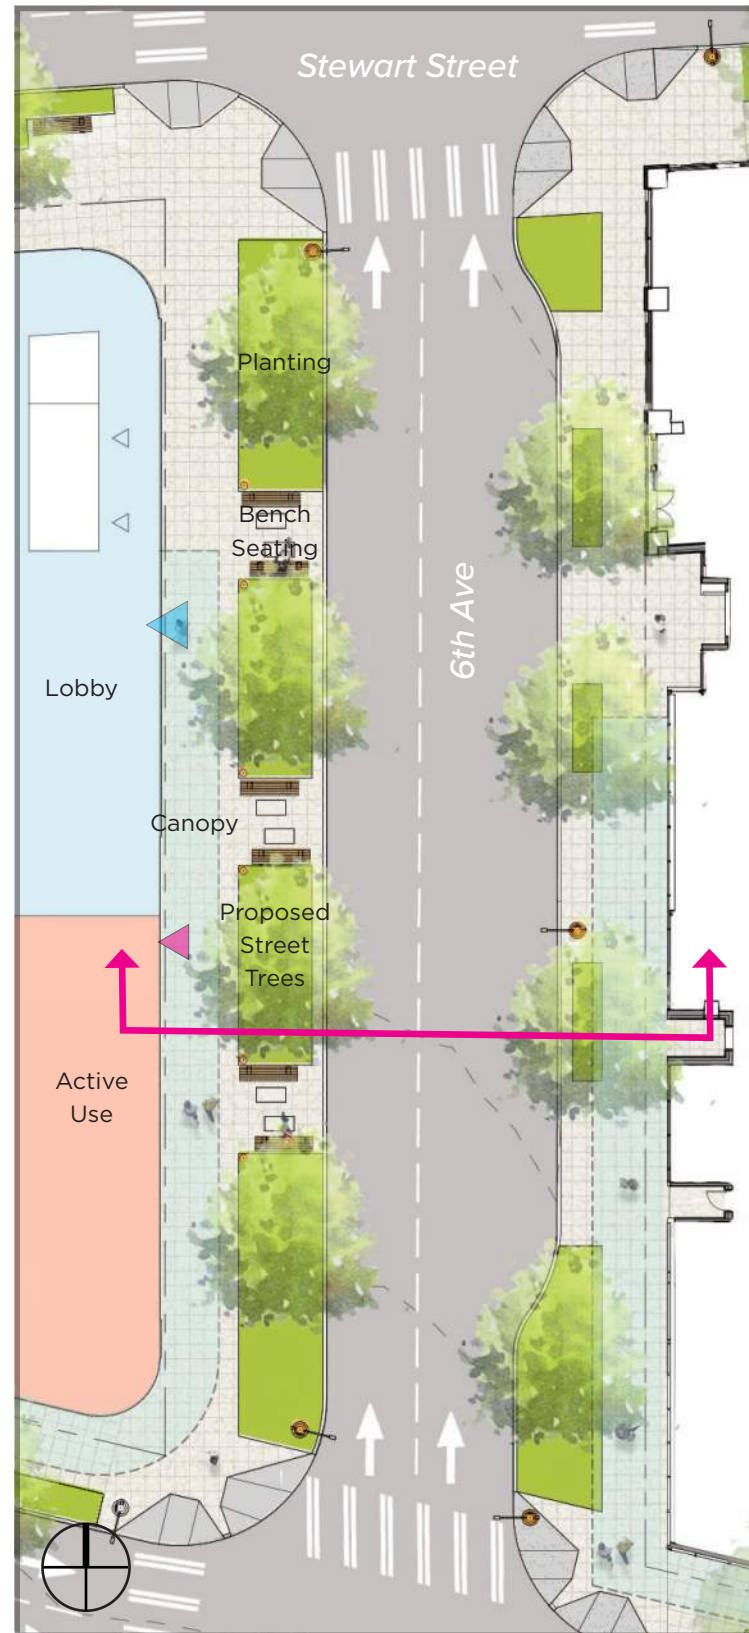 Stewart Street
Planting
Bench
Seating
6th Ave
Lobby
Canopy
Proposed
Street
Trees
Active
Use